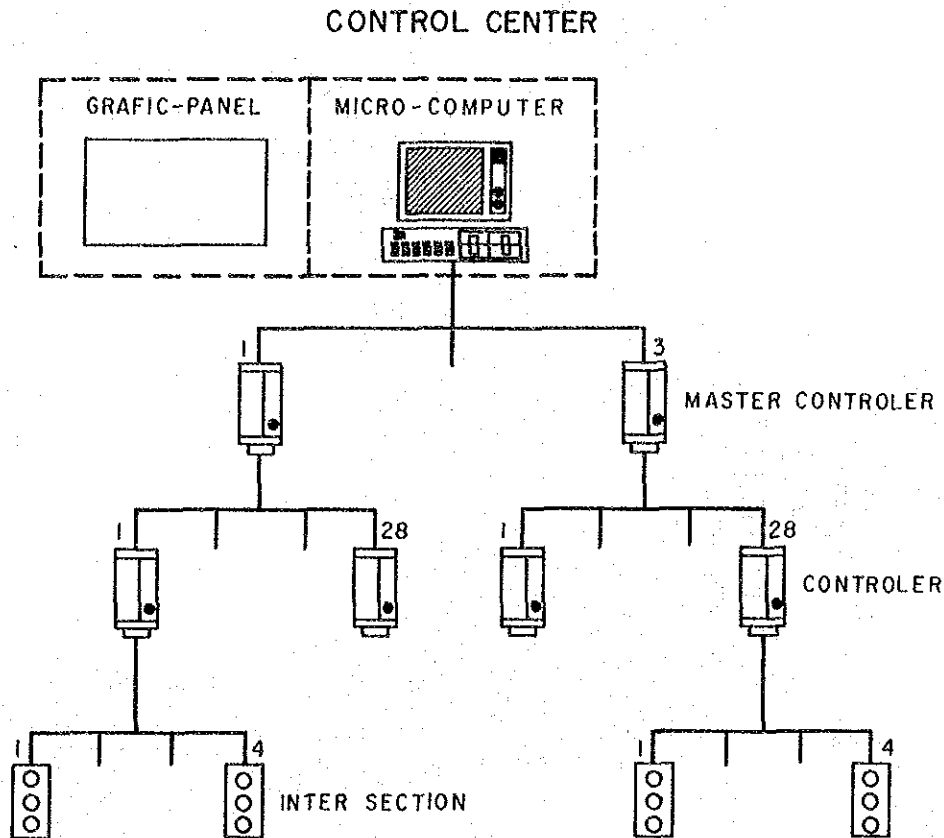 CONTROL CENTER
GRAFIC-PANEL
MICRO-COMPUTER
1
3
MASTER CONTROLER
1
28
1
28
CONTROLER
1
4
1
4
INTER SECTION